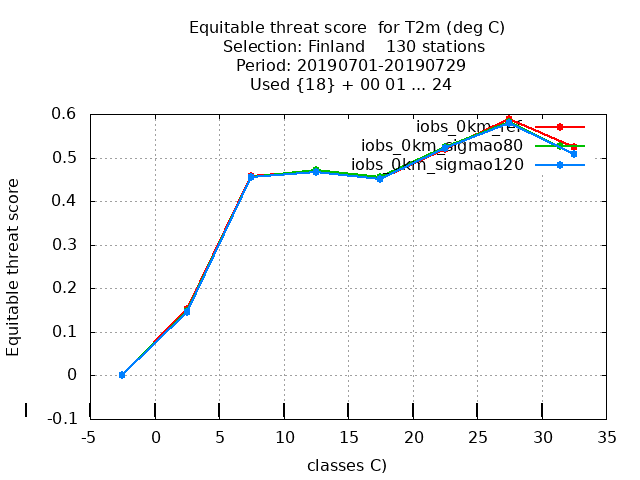 Equitable threat score for T2m (deg C)
Selection: Finland 130 stations
Period: 20190701-20190729
Used {18} + 00 01 ... 24
0.6
0.5
0.4
0.3
0.2
0.1
0
-0.1
Equitable threat score
iobs_0km_ref
iobs_0km_sigmao80
iobs_0km_sigmao120
-5 0 5 10 15 20 25 30 35
classes C)